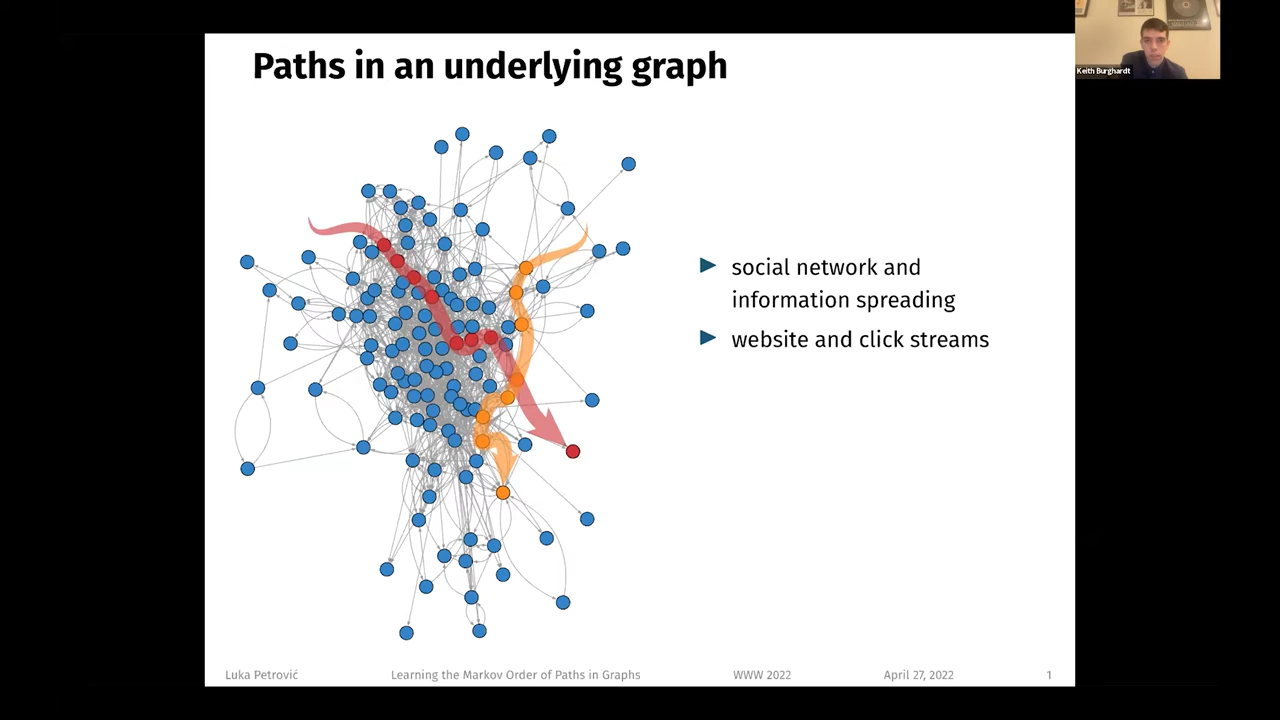 Paths in an underlying graph
Keith Burghardt
social network and
information spreading
website and click streams
Luka Petrović Learning the Markov Order of Paths in Graphs WWW 2022 April 27, 2022 1